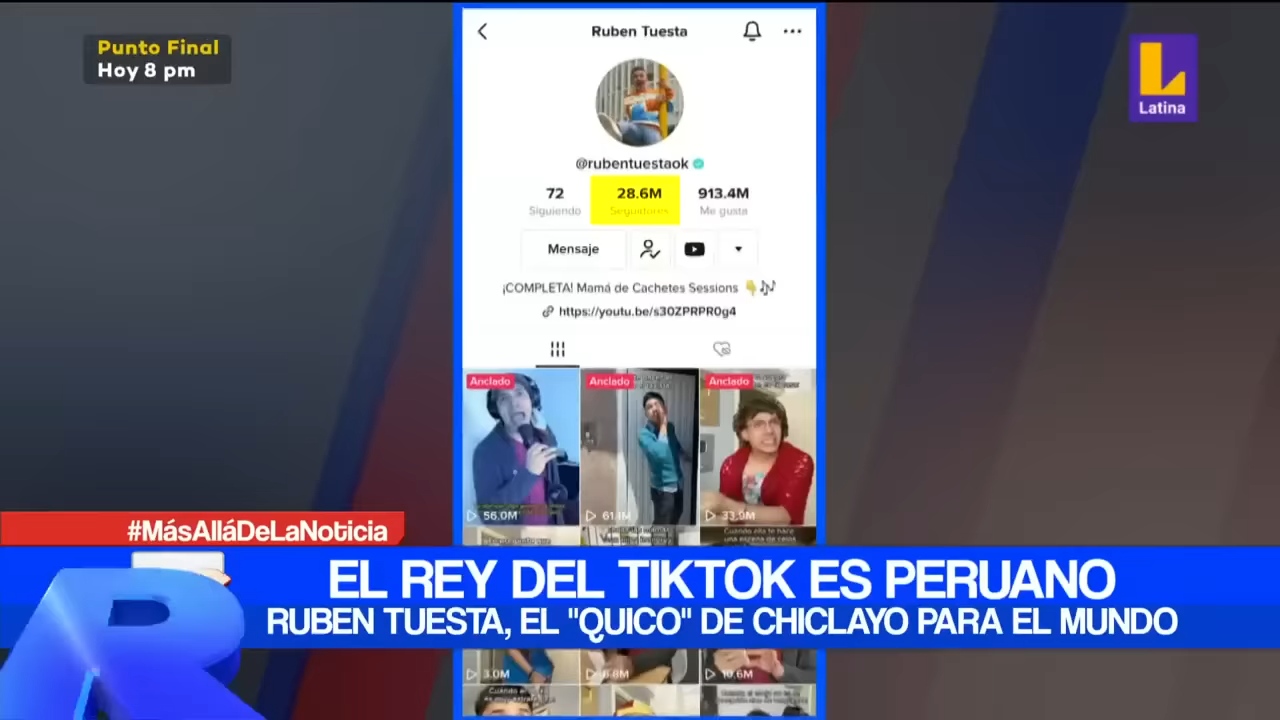 Punto Final
Hoy 8 pm
Latina
Ruben Tuesta
@rubentuestaok
72
28.6M
913.4M
Siguiendo
Seguidores
Me gusta
Mensaje
¡COMPLETA! Mamá de Cachetes Sessions 👇🎶
https://youtu.be/s30ZPRPR0g4
Anclado
Anclado
Anclado
56.0M
61.1M
33.9M
Cuando ella te hace
una escena de celos
#MásAlláDeLaNoticia
EL REY DEL TIKTOK ES PERUANO
RUBEN TUESTA, EL "QUICO" DE CHICLAYO PARA EL MUNDO
R
3.0M
10.6M